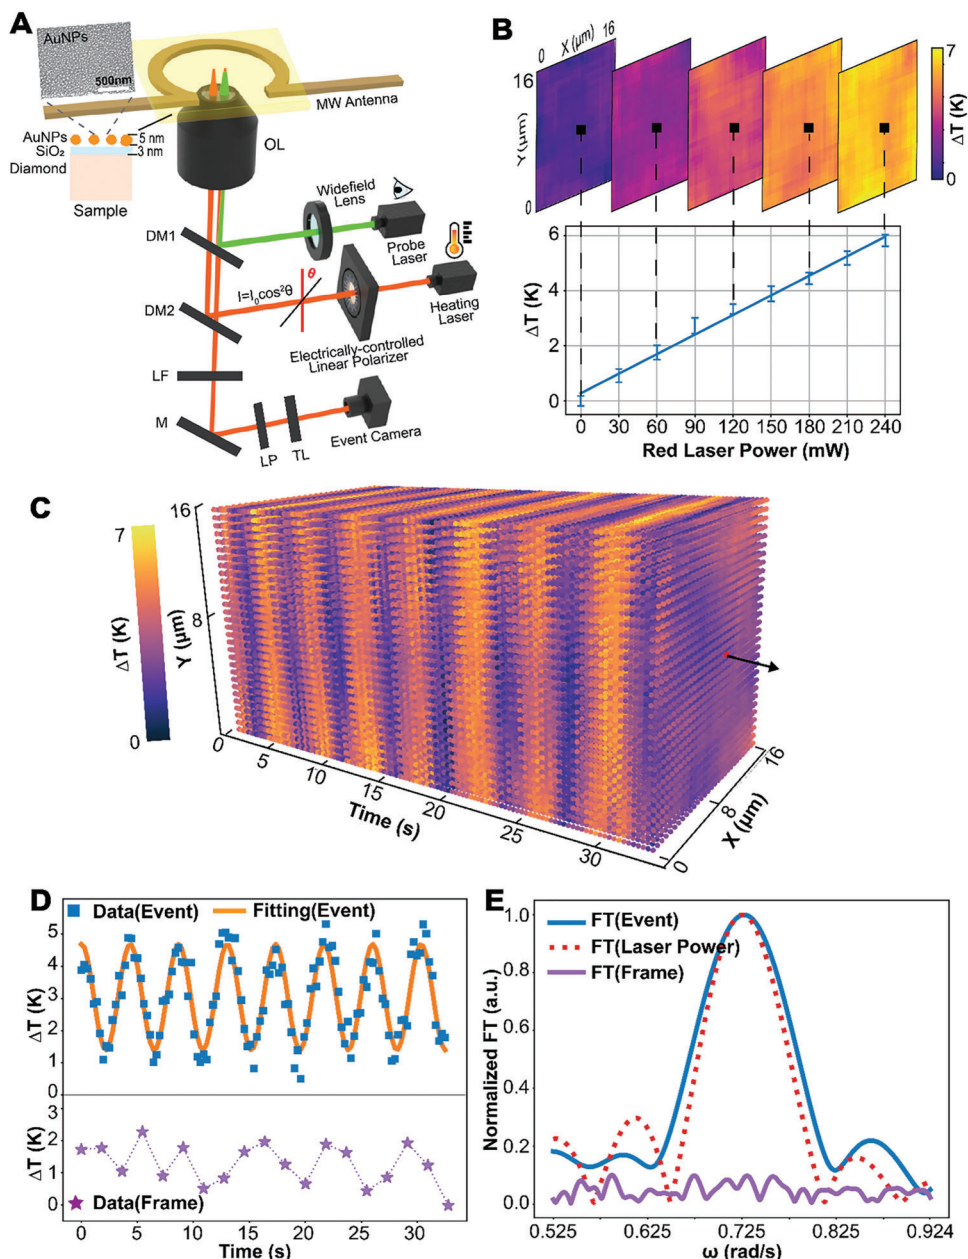 A
AuNPs
500nm
MW Antenna
AuNPs
SiO₂
Diamond
5 nm
3 nm
Sample
OL
Widefield
Lens
Probe
Laser
DM1
I=I₀cos²θ
θ
Heating
Laser
DM2
Electrically-controlled
Linear Polarizer
LF
M
LP
TL
Event Camera
B
0 X (μm) 16
16
Y (μm)
0
7
ΔT (K)
0
6
4
2
0
ΔT (K)
0 30 60 90 120 150 180 210 240
Red Laser Power (mW)
C
7
ΔT (K)
0
16
8
Y (μm)
0 5 10 15 20 25 30
Time (s)
0 8 16
X (μm)
D
Data(Event) Fitting(Event)
5
4
3
2
1
0
ΔT (K)
3
2
1
0
ΔT (K)
Data(Frame)
0 5 10 15 20 25 30
Time (s)
E
FT(Event)
FT(Laser Power)
FT(Frame)
1.0
0.8
0.6
0.4
0.2
0.0
Normalized FT (a.u.)
0.525 0.625 0.725 0.825 0.924
ω (rad/s)